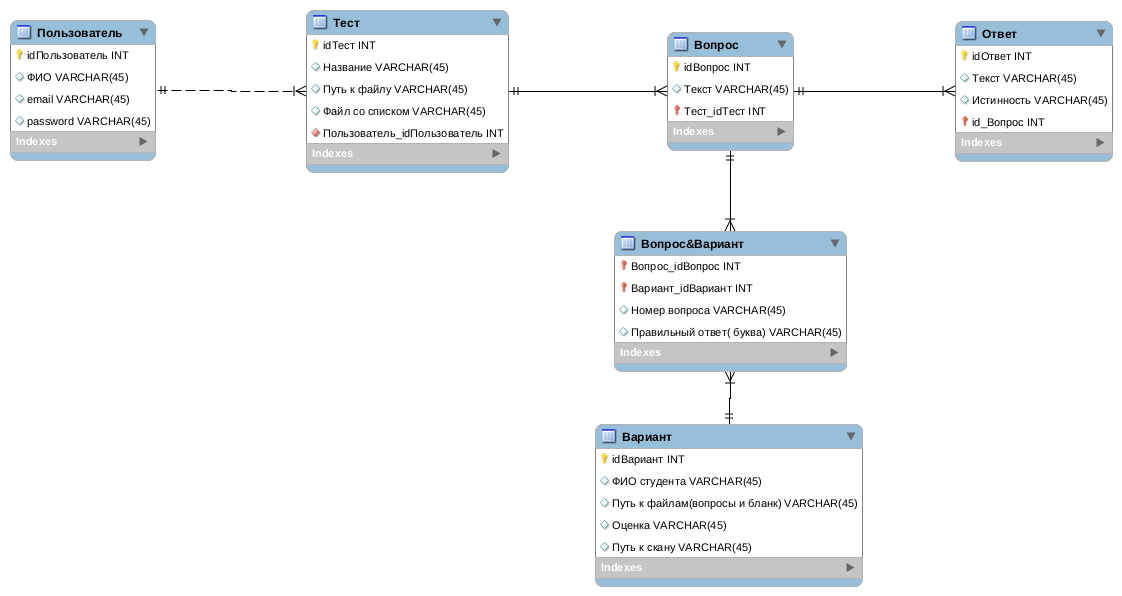 Пользователь
idПользователь INT
ФИО VARCHAR(45)
email VARCHAR(45)
password VARCHAR(45)
Indexes
Тест
idТест INT
Название VARCHAR(45)
Путь к файлу VARCHAR(45)
Файл со списком VARCHAR(45)
Пользователь_idПользователь INT
Indexes
Вопрос
idВопрос INT
Текст VARCHAR(45)
Тест_idТест INT
Indexes
Ответ
idОтвет INT
Текст VARCHAR(45)
Истинность VARCHAR(45)
id_Вопрос INT
Indexes
Вопрос&Вариант
Вопрос_idВопрос INT
Вариант_idВариант INT
Номер вопроса VARCHAR(45)
Правильный ответ( буква) VARCHAR(45)
Indexes
Вариант
idВариант INT
ФИО студента VARCHAR(45)
Путь к файлам(вопросы и бланк) VARCHAR(45)
Оценка VARCHAR(45)
Путь к скану VARCHAR(45)
Indexes